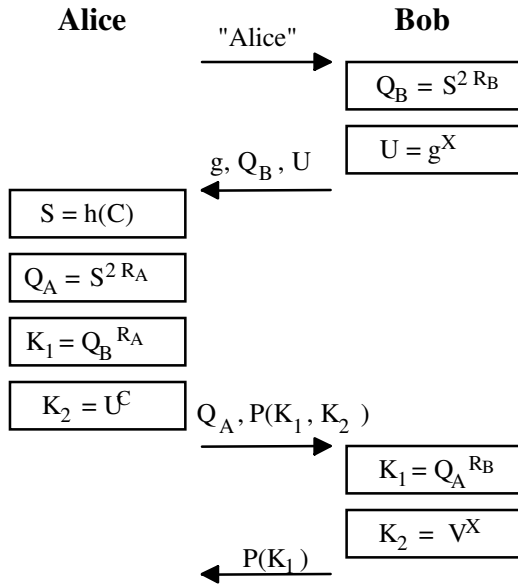 Alice Bob
"Alice"
Q_B = S^{2 R_B}
U = g^X
g, Q_B, U
S = h(C)
Q_A = S^{2 R_A}
K_1 = Q_B^{R_A}
K_2 = U^C
Q_A, P(K_1, K_2)
K_1 = Q_A^{R_B}
K_2 = V^X
P(K_1)